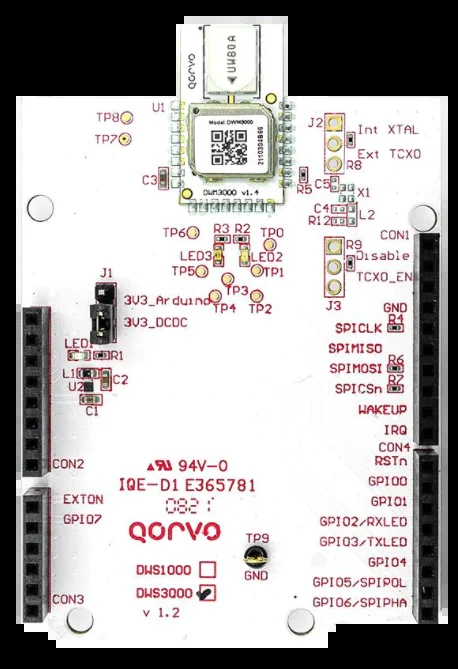 QORVO
UWB0A
U1
Model:DWM3000
2110304B66
DWM3000 v1.4
TP8
TP7
C3
R5
J2
Int XTAL
Ext TCXO
R8
C5
X1
C4
L2
R12
TP6
R3 R2
TP0
LED3
LED2
TP5
TP1
TP3
TP4
TP2
R9
Disable
TCXO_EN
J3
CON1
J1
3V3_Arduino
3V3_DCDC
LED1
R1
L1
U2
C2
C1
GND
R4
SPICLK
SPIMISO
R6
SPIMOSI
R7
SPICSn
WAKEUP
IRQ
CON4
RSTn
CON2
EXTON
GPIO7
CON3
94V-0
IQE-D1 E365781
0821
QORVO
TP9
GND
DWS1000
DWS3000
v 1.2
GPIO0
GPIO1
GPIO2/RXLED
GPIO3/TXLED
GPIO4
GPIO5/SPIPOL
GPIO6/SPIPHA